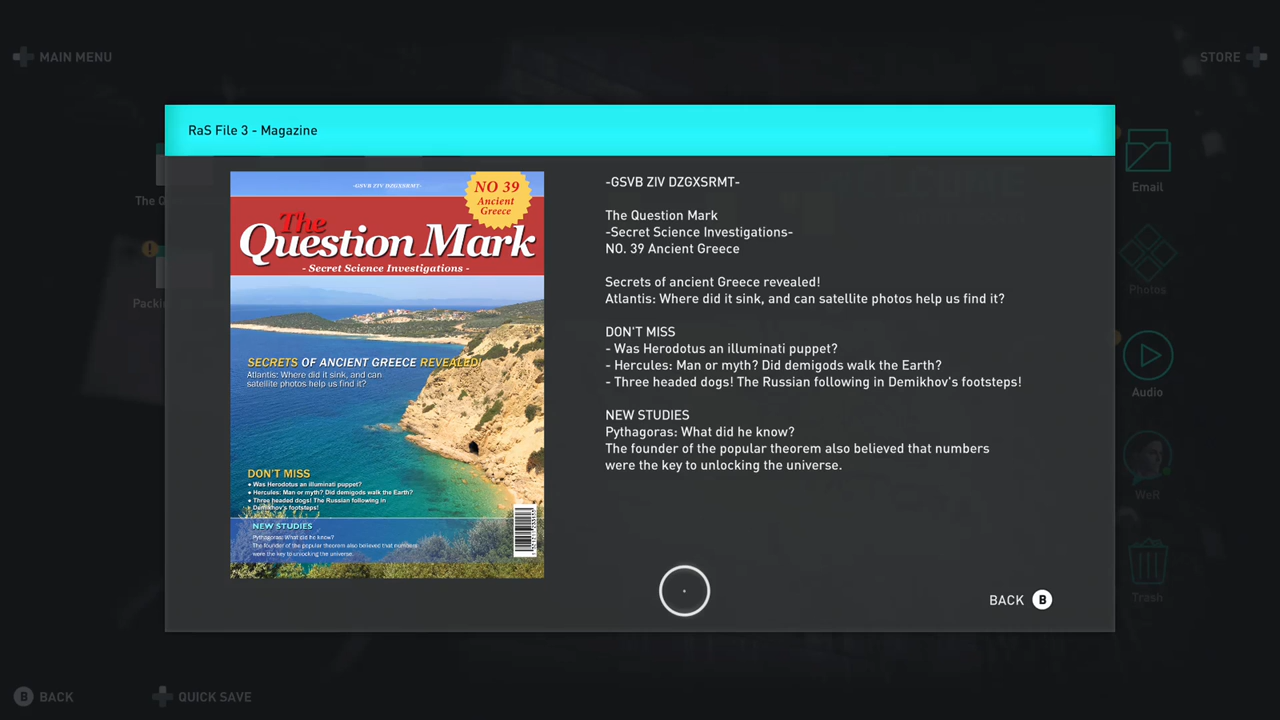 MAIN MENU
STORE
RaS File 3 - Magazine
-GSVB ZIV DZGXSRMT-
NO 39
Ancient
Greece
The
Question Mark
- Secret Science Investigations -
SECRETS OF ANCIENT GREECE REVEALED!
Atlantis: Where did it sink, and can
satellite photos help us find it?
DON'T MISS
• Was Herodotus an illuminati puppet?
• Hercules: Man or myth? Did demigods walk the Earth?
• Three headed dogs! The Russian following in
• Demikhov's footsteps!
NEW STUDIES
Pythagoras: What did he know?
The founder of the popular theorem also believed that numbers
were the key to unlocking the universe.
-GSVB ZIV DZGXSRMT-
The Question Mark
-Secret Science Investigations-
NO. 39 Ancient Greece
Secrets of ancient Greece revealed!
Atlantis: Where did it sink, and can satellite photos help us find it?
DON'T MISS
- Was Herodotus an illuminati puppet?
- Hercules: Man or myth? Did demigods walk the Earth?
- Three headed dogs! The Russian following in Demikhov's footsteps!
NEW STUDIES
Pythagoras: What did he know?
The founder of the popular theorem also believed that numbers
were the key to unlocking the universe.
BACK B
The
Packin
Email
Photos
Audio
WeR
Trash
B BACK
QUICK SAVE